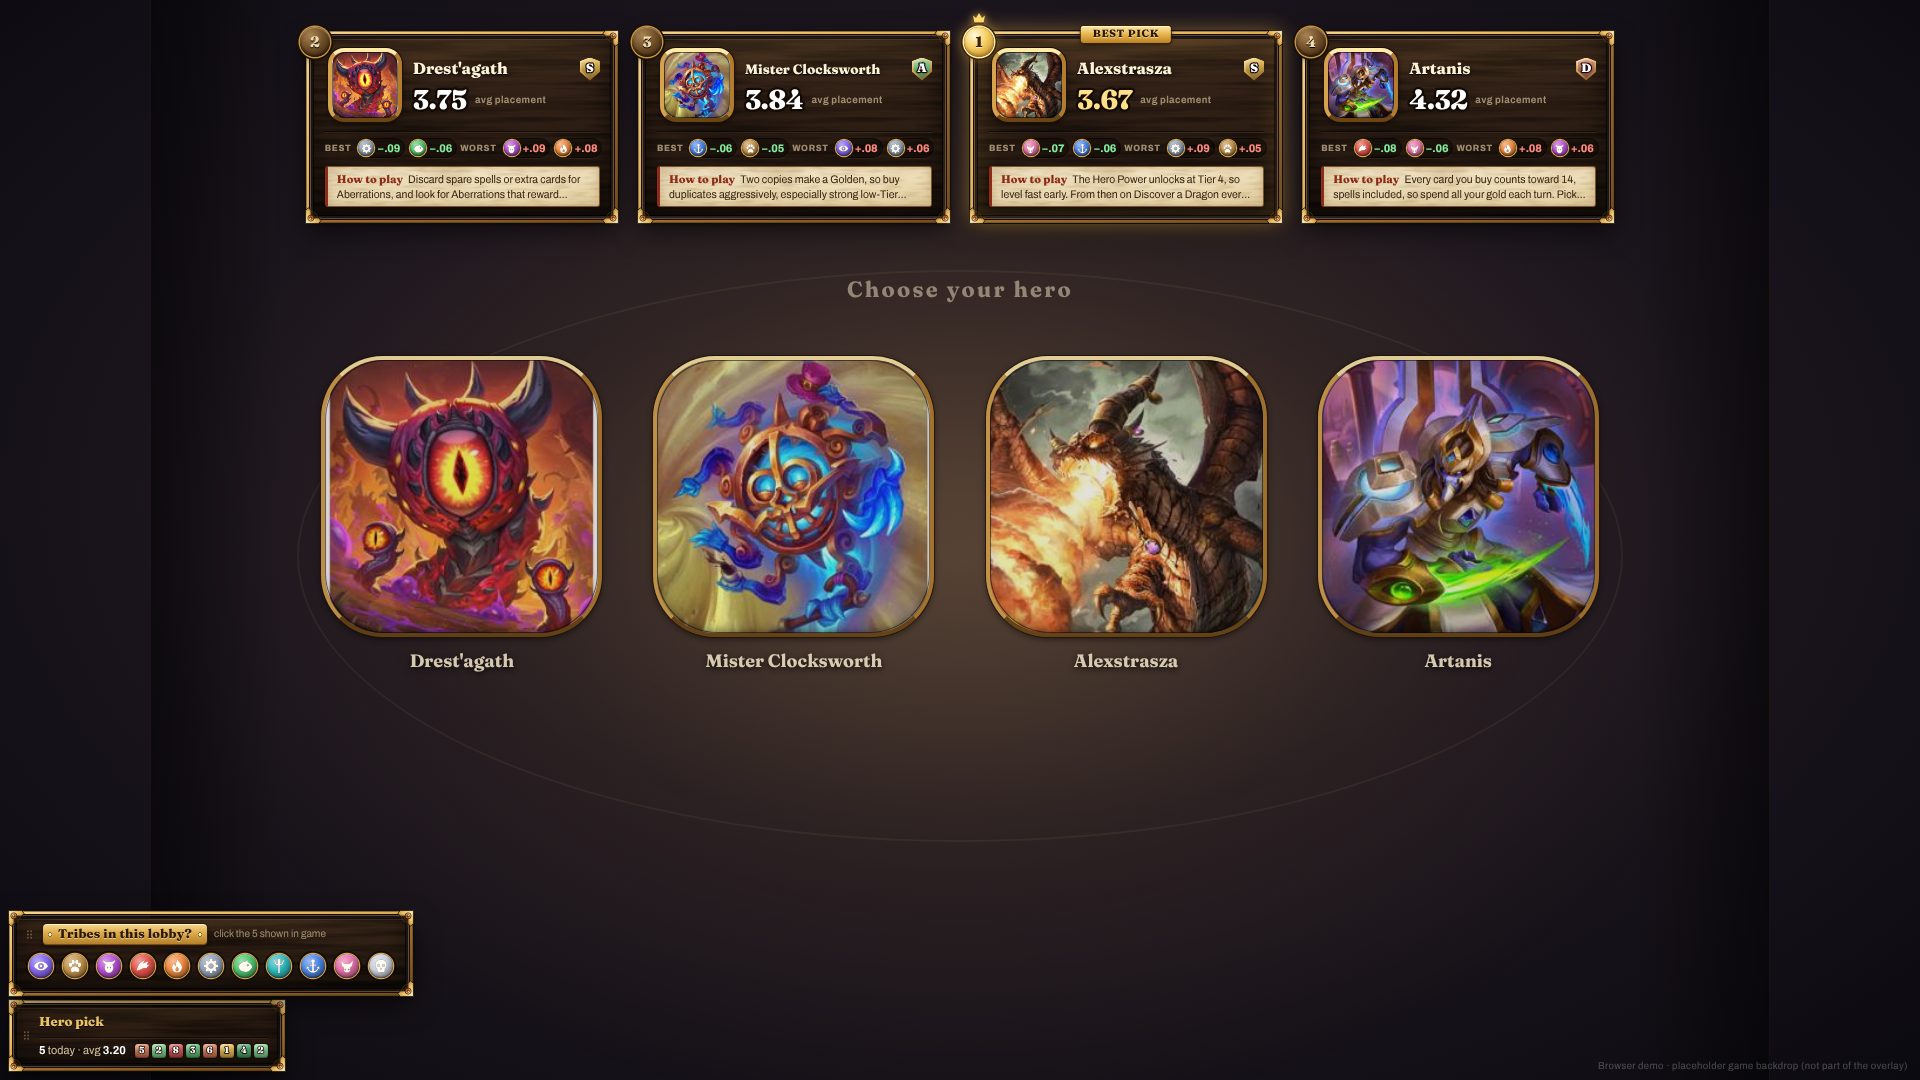 2
Drest'agath
S
3.75 avg placement
BEST -.09 -.06 WORST +.09 +.08
How to play Discard spare spells or extra cards for
Aberrations, and look for Aberrations that reward...
3
Mister Clocksworth
A
3.84 avg placement
BEST -.06 -.05 WORST +.08 +.06
How to play Two copies make a Golden, so buy
duplicates aggressively, especially strong low-Tier...
1
BEST PICK
Alexstrasza
S
3.67 avg placement
BEST -.07 -.06 WORST +.09 +.05
How to play The Hero Power unlocks at Tier 4, so
level fast early. From then on Discover a Dragon ever...
4
Artanis
D
4.32 avg placement
BEST -.08 -.06 WORST +.08 +.06
How to play Every card you buy counts toward 14,
spells included, so spend all your gold each turn. Pick...
Choose your hero
Drest'agath
Mister Clocksworth
Alexstrasza
Artanis
Tribes in this lobby? click the 5 shown in game
Hero pick
5 today · avg 3.20 5 2 8 3 6 1 4 2
Browser demo - placeholder game backdrop (not part of the overlay)